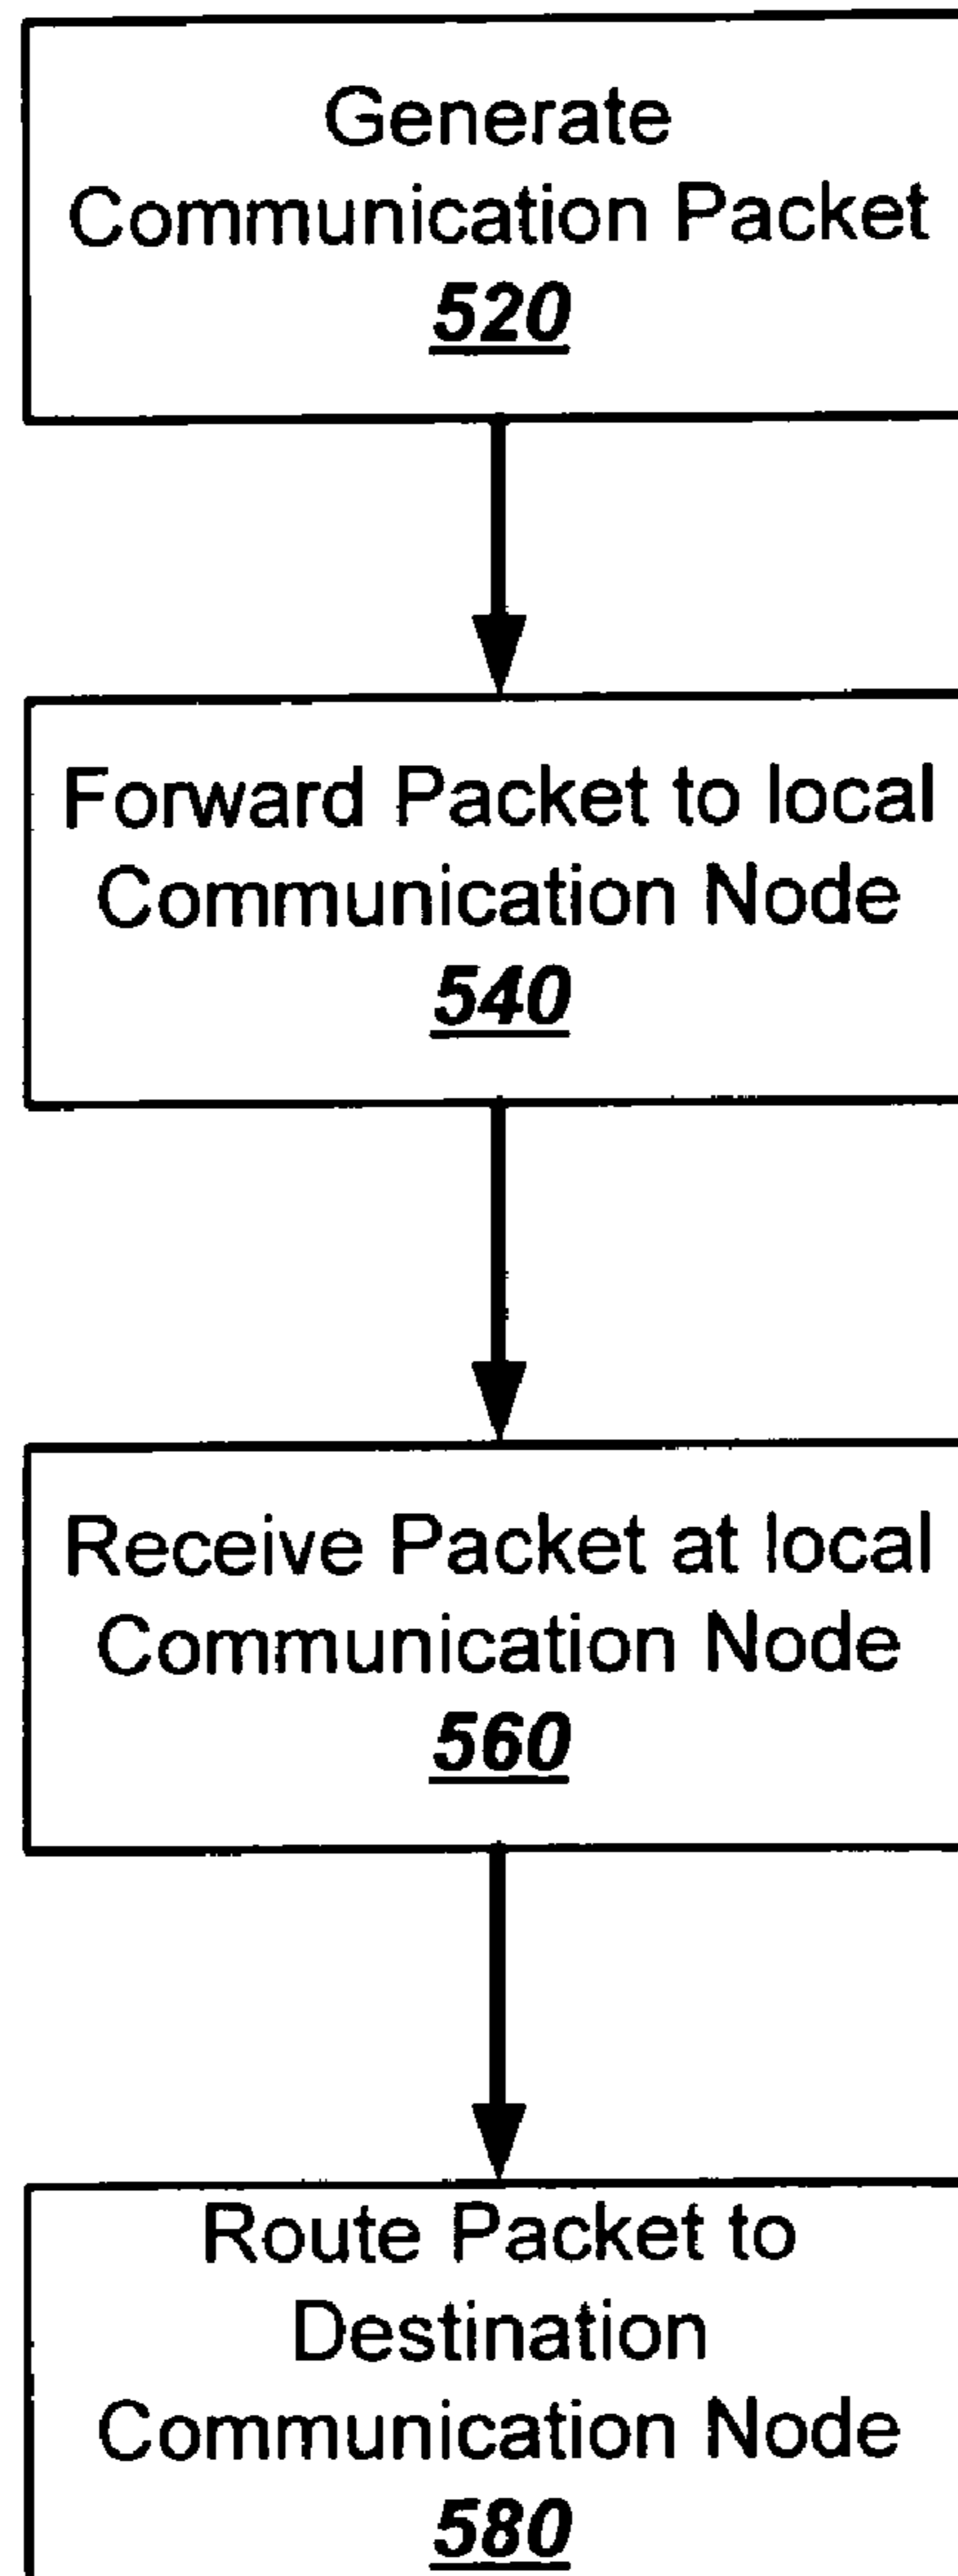 Generate
Communication Packet
520
Forward Packet to local
Communication Node
540
Receive Packet at local
Communication Node
560
Route Packet to
Destination
Communication Node
580